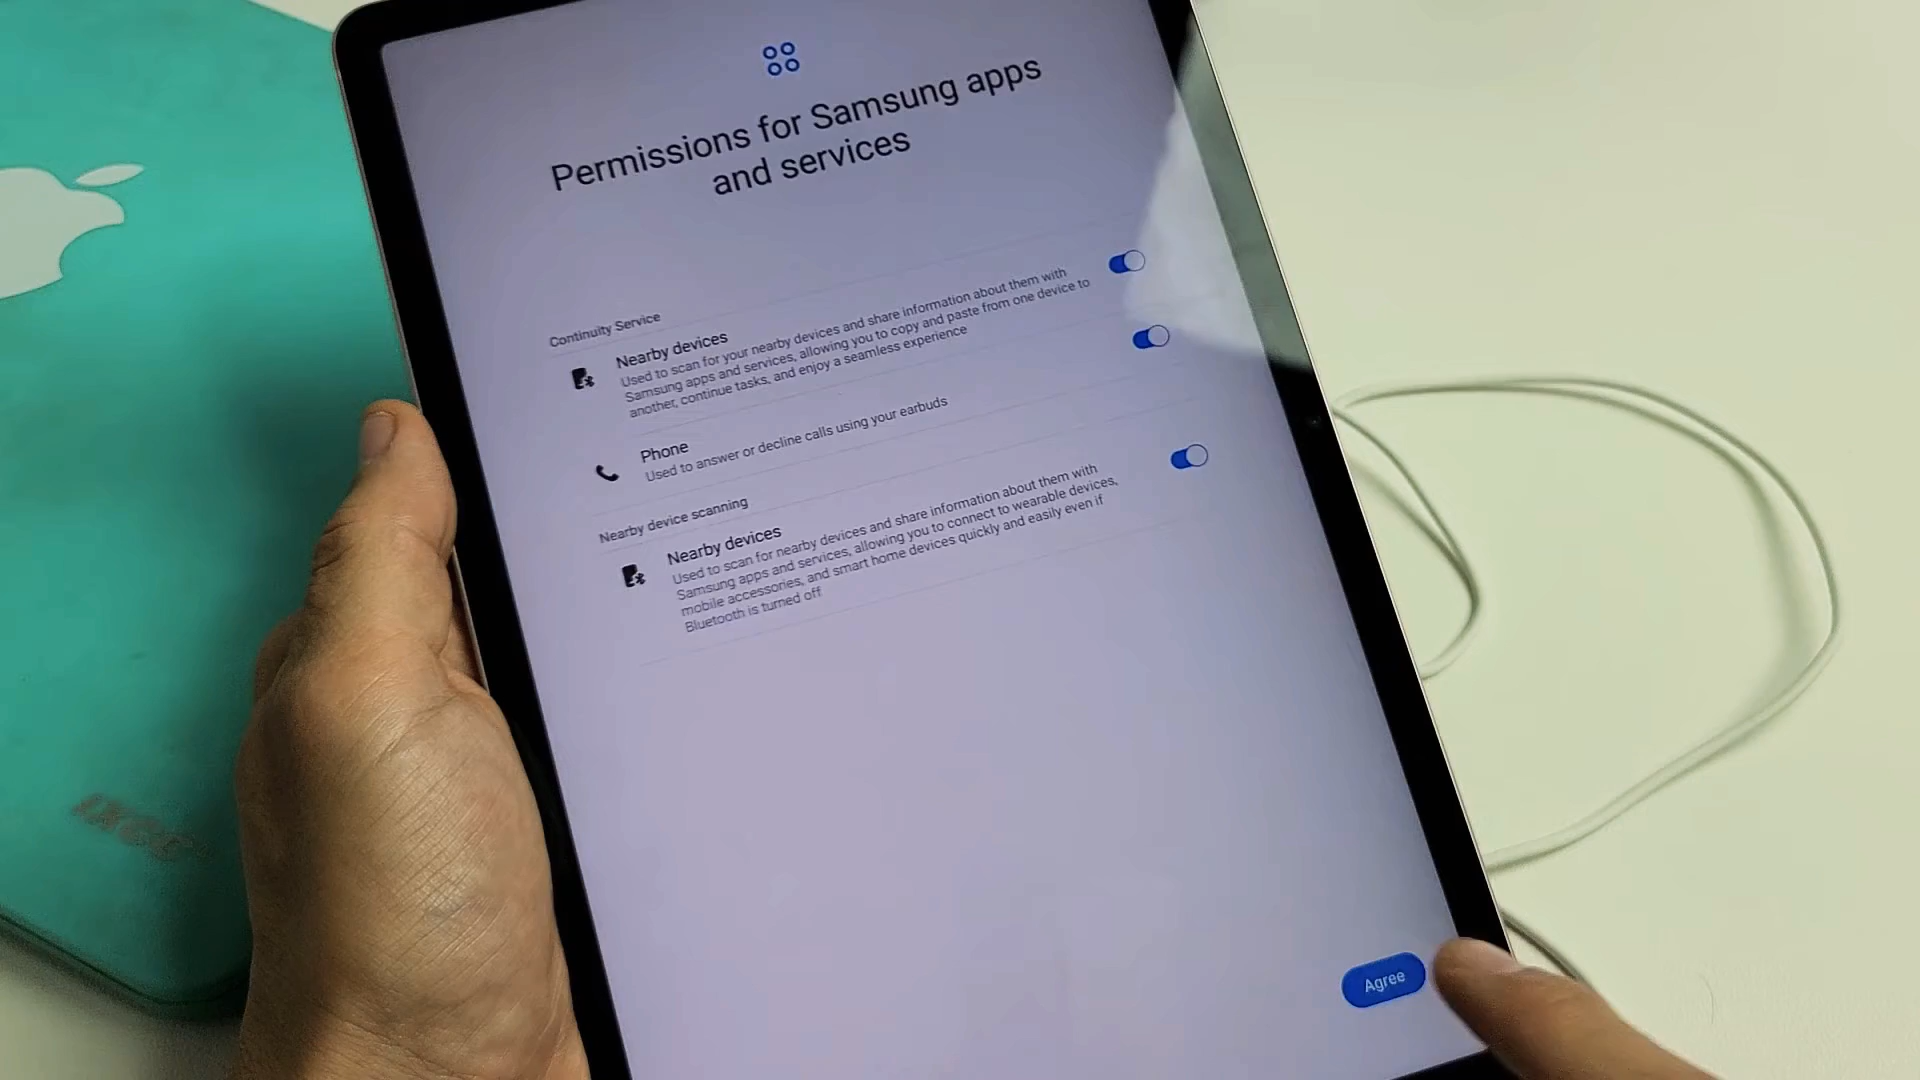 Permissions for Samsung apps
and services
Continuity Service
Nearby devices
Used to scan for your nearby devices and share information about them with
Samsung apps and services, allowing you to copy and paste from one device to
another, continue tasks, and enjoy a seamless experience
Phone
Used to answer or decline calls using your earbuds
Nearby device scanning
Nearby devices
Used to scan for nearby devices and share information about them with
Samsung apps and services, allowing you to connect to wearable devices,
mobile accessories, and smart home devices quickly and easily even if
Bluetooth is turned off
Agree